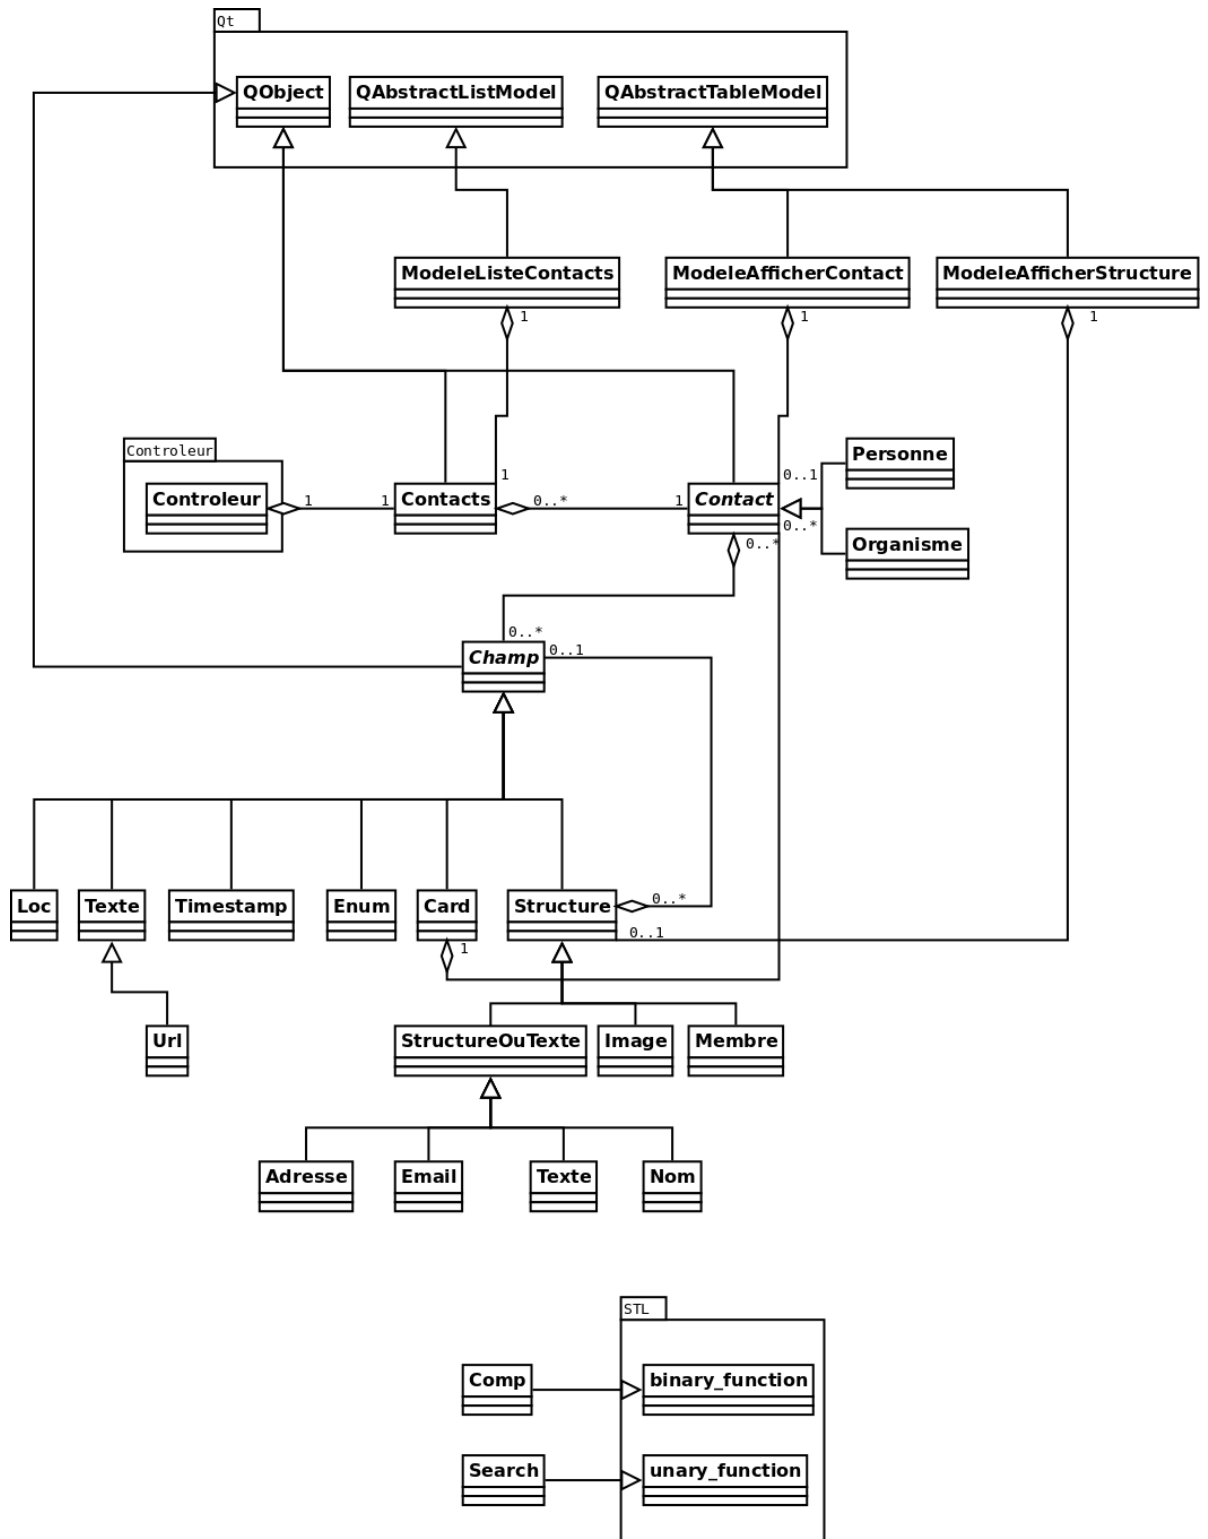 Qt
QObject
QAbstractListModel
QAbstractTableModel
ModeleListeContacts
ModeleAfficherContact
ModeleAfficherStructure
1
1
1
Controleur
Controleur
1
1
Contacts
1
0..*
1
Contact
0..1
0..*
0..*
Personne
Organisme
0..*
Champ
0..1
Loc
Texte
Timestamp
Enum
Card
Structure
0..*
0..1
1
Url
StructureOuTexte
Image
Membre
Adresse
Email
Texte
Nom
STL
Comp
binary_function
Search
unary_function